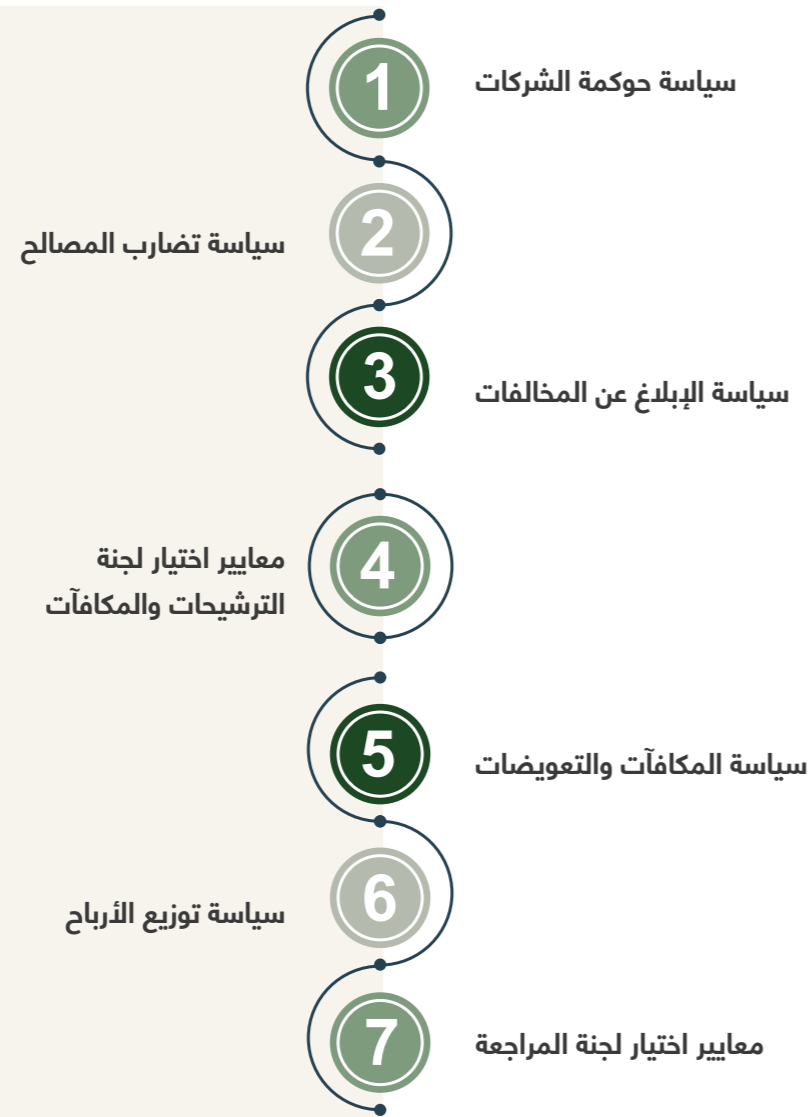 1
سياسة حوكمة الشركات
2
سياسة تضارب المصالح
3
سياسة الإبلاغ عن المخالفات
4
معايير اختيار لجنة
الترشيحات والمكافآت
5
سياسة المكافآت والتعويضات
6
سياسة توزيع الأرباح
7
معايير اختيار لجنة المراجعة